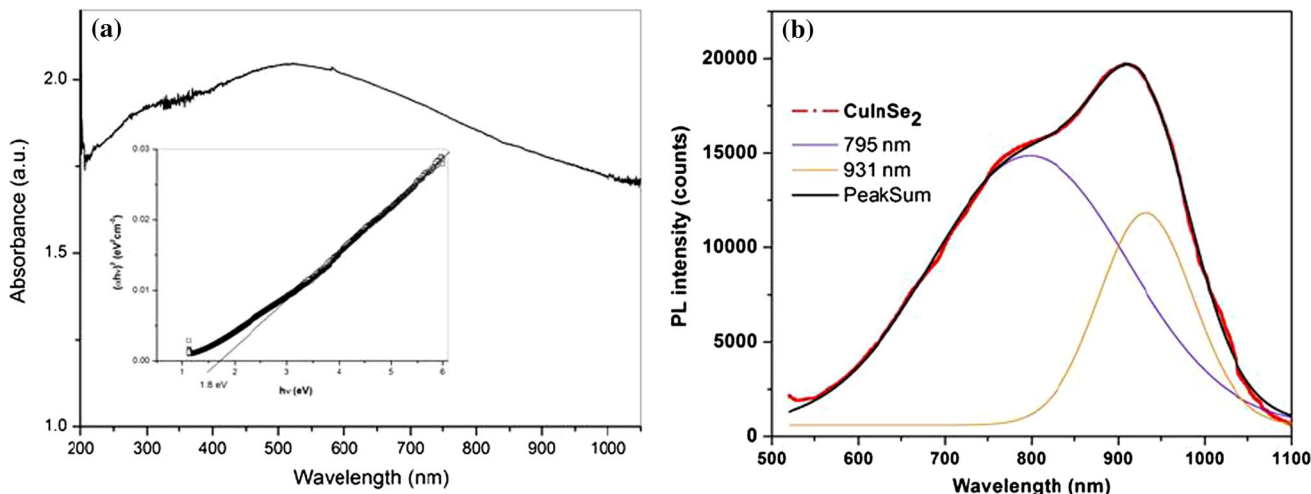 (a)
Absorbance (a.u.)
2.0
1.5
1.0
200 300 400 500 600 700 800 900 1000
Wavelength (nm)
(αhν)² (eV²cm⁻²)
0.03
0.02
0.01
0.00
1 2 3 4 5 6
1.8 eV
hν (eV)
(b)
PL intensity (counts)
20000
15000
10000
5000
0
CuInSe₂
795 nm
931 nm
PeakSum
500 600 700 800 900 1000 1100
Wavelength (nm)